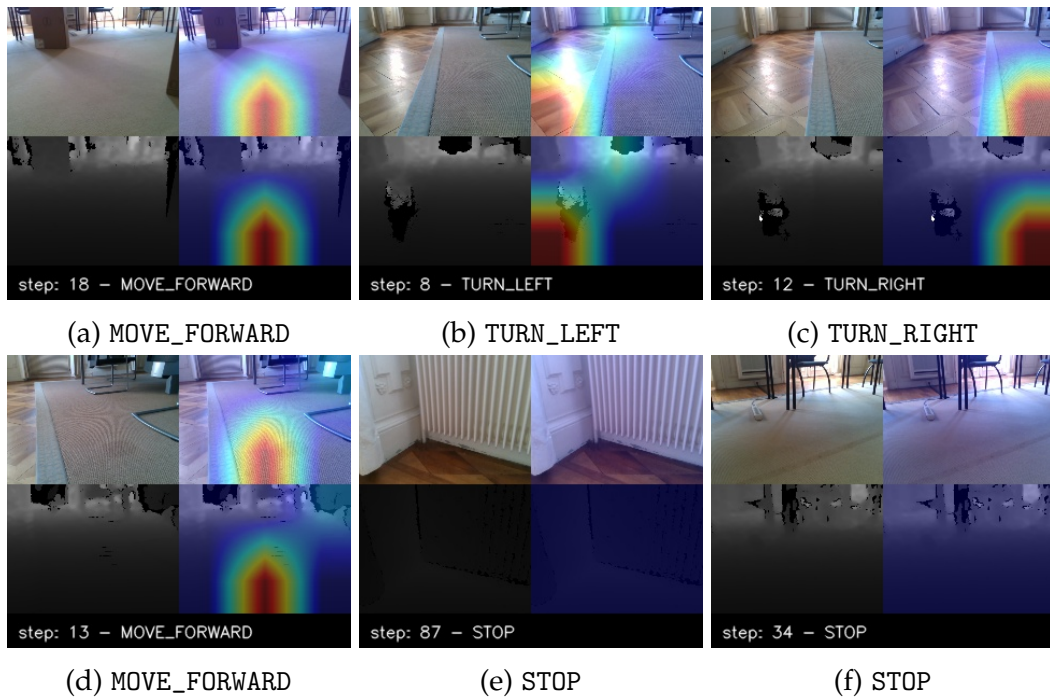 step: 18 - MOVE_FORWARD
step: 8 - TURN_LEFT
step: 12 - TURN_RIGHT
(a) MOVE_FORWARD
(b) TURN_LEFT
(c) TURN_RIGHT
step: 13 - MOVE_FORWARD
step: 87 - STOP
step: 34 - STOP
(d) MOVE_FORWARD
(e) STOP
(f) STOP